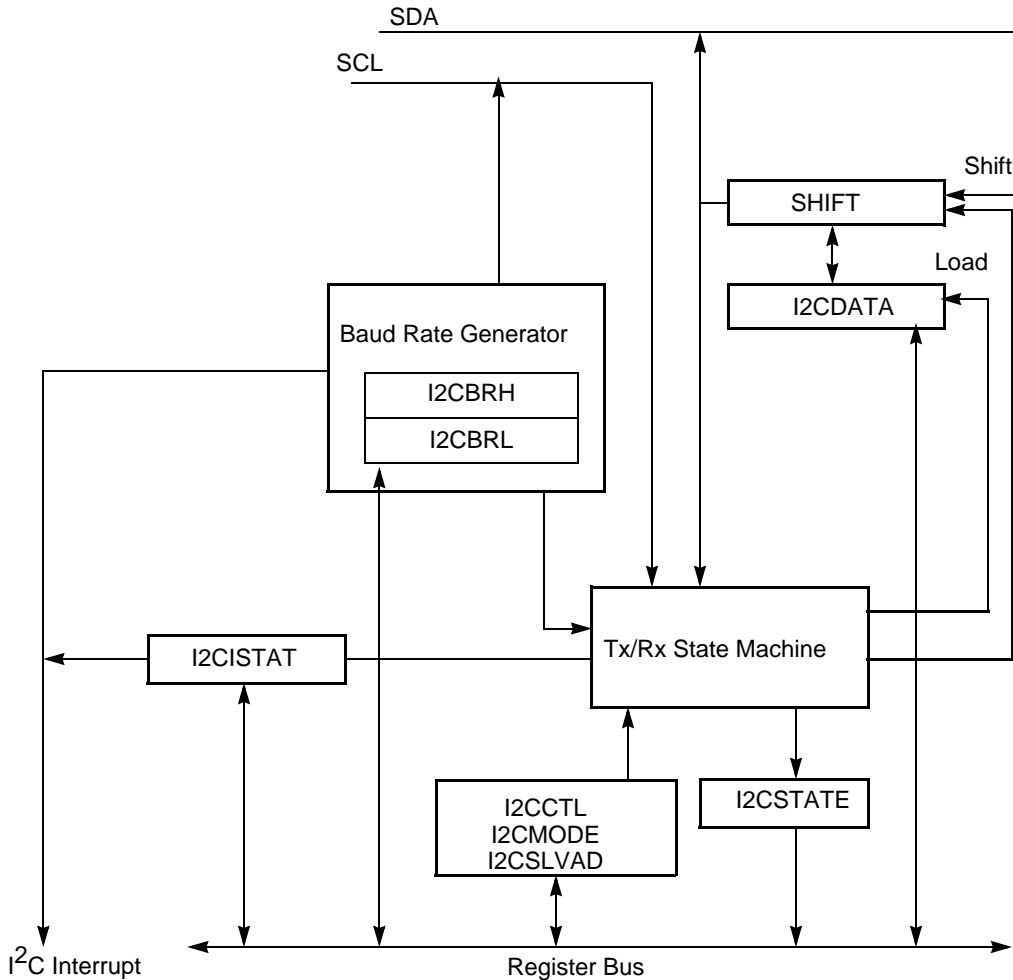 SDA
SCL
Shift
SHIFT
Load
I2CDATA
Baud Rate Generator
I2CBRH
I2CBRL
I2CISTAT
Tx/Rx State Machine
I2CCTL
I2CMODE
I2CSLVAD
I2CSTATE
I²C Interrupt
Register Bus